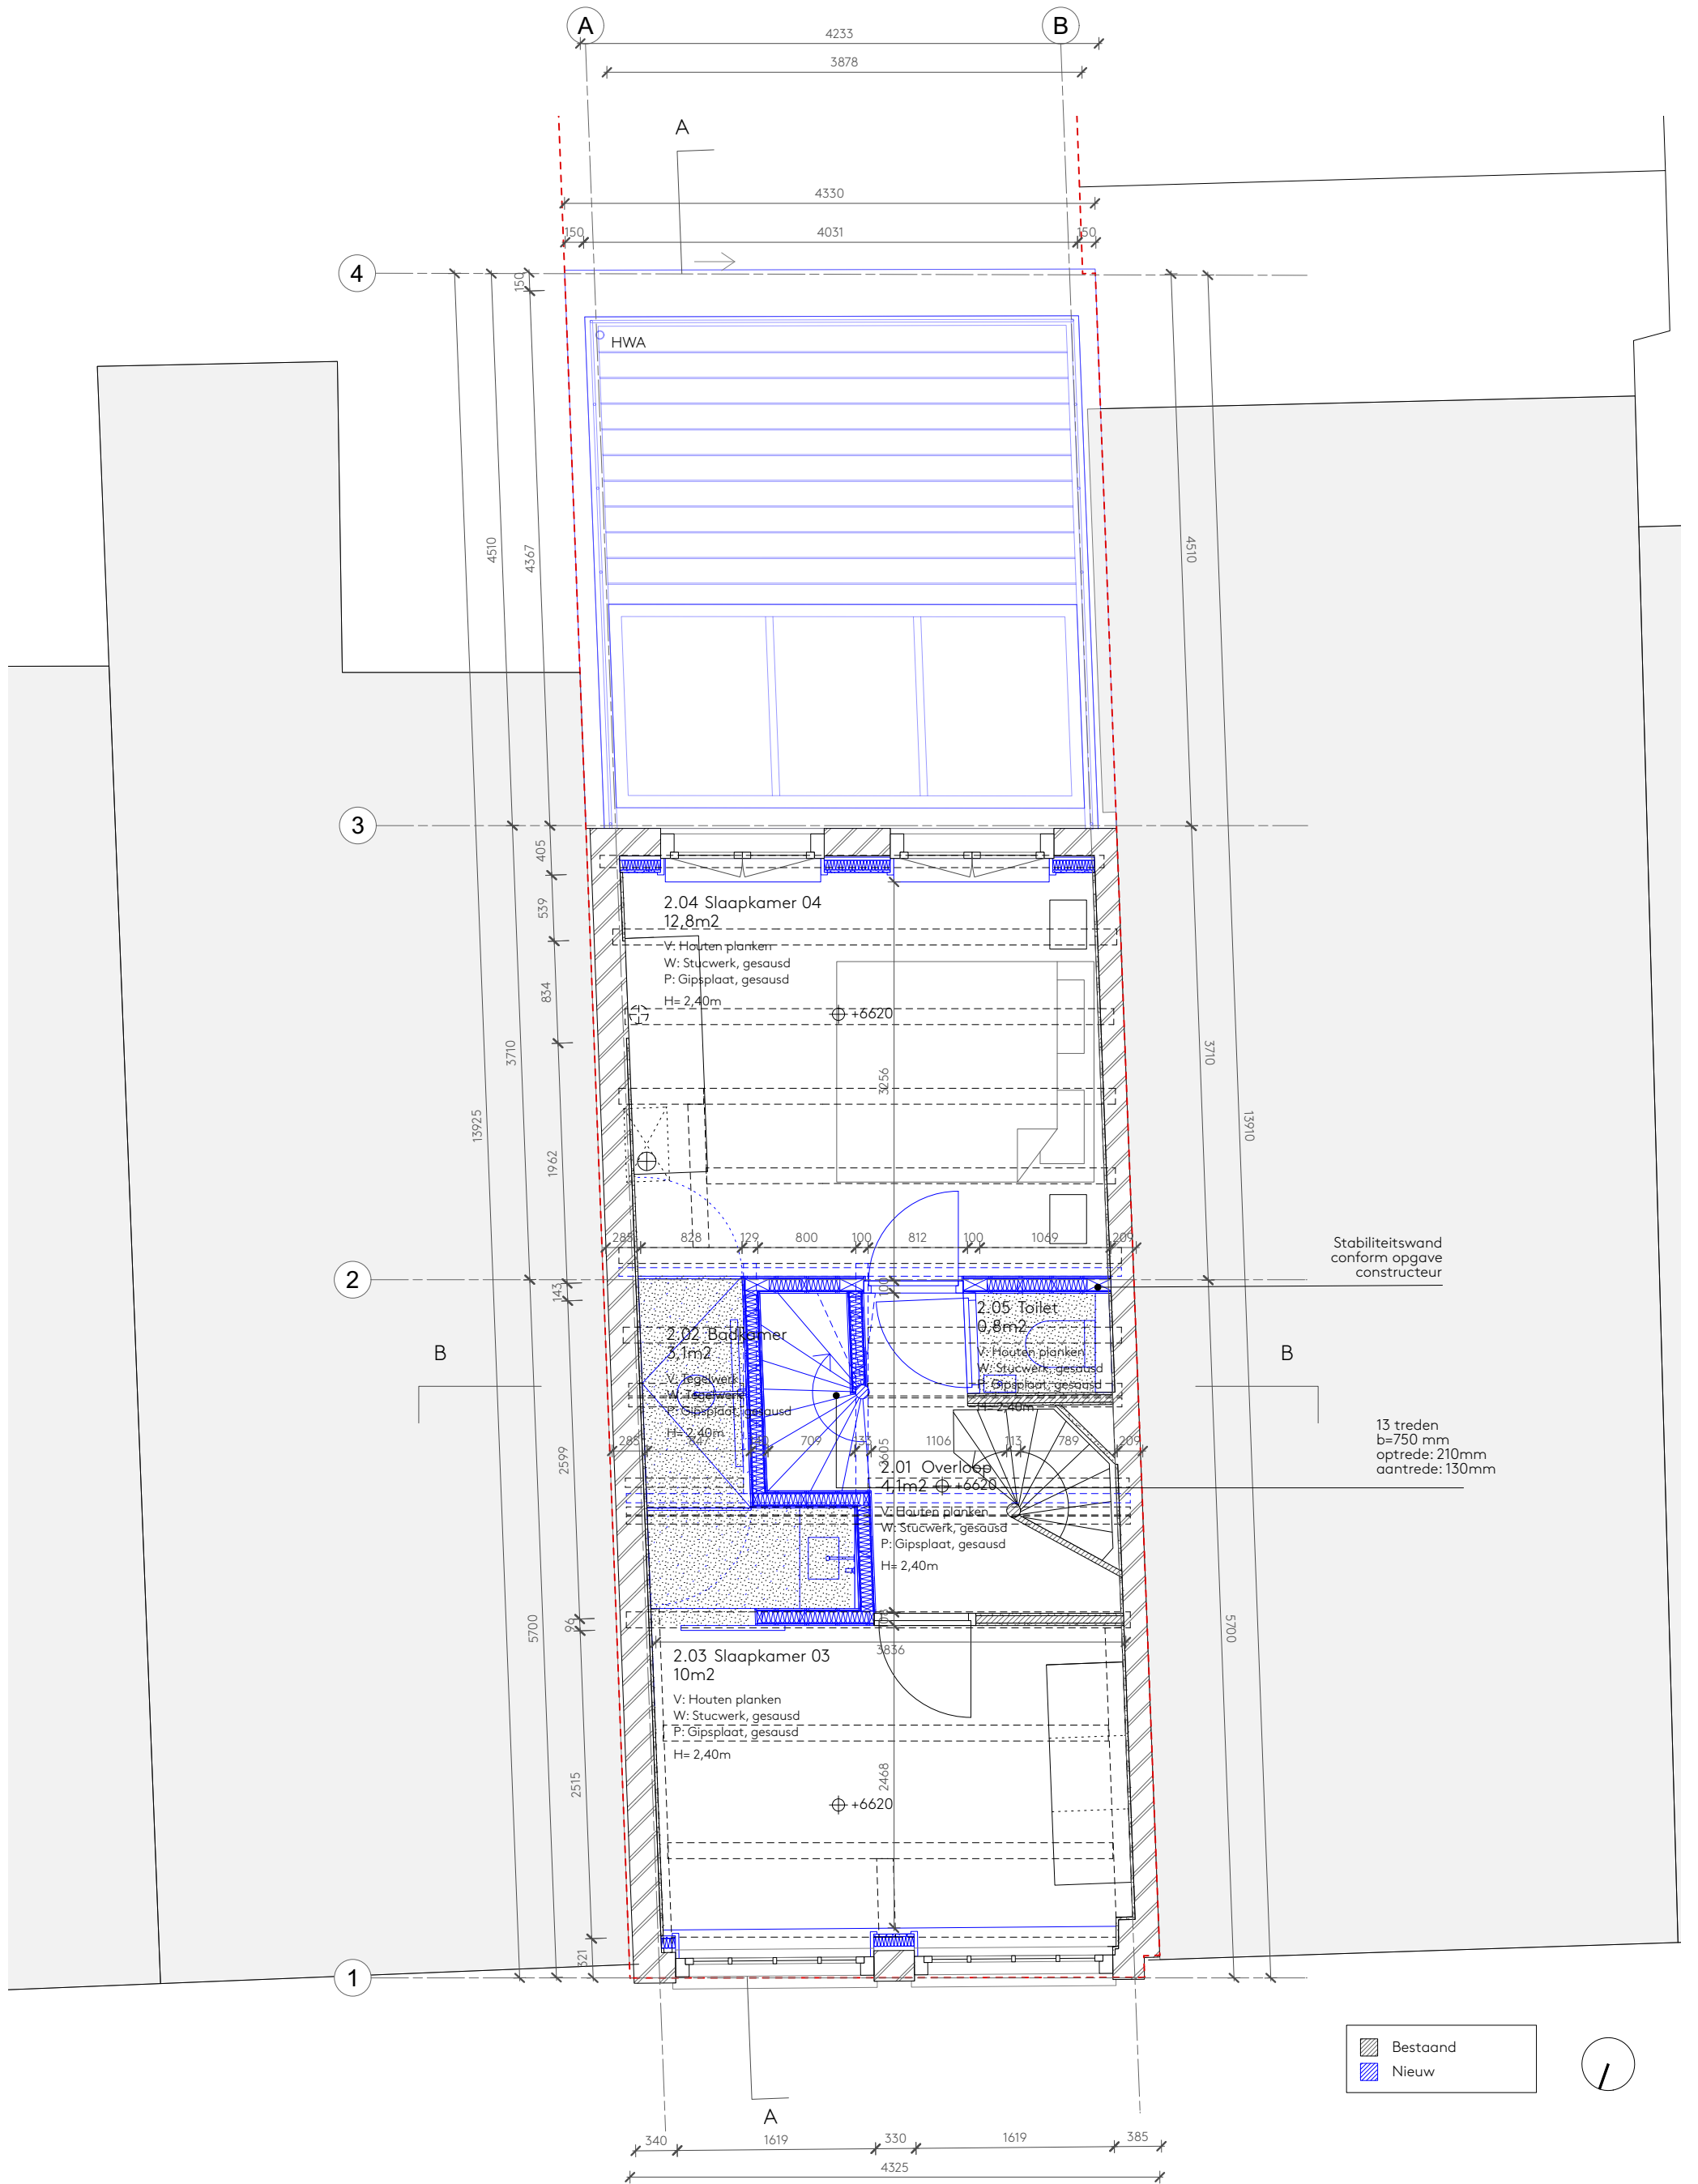 A
B
4233
3878
A
4330
150
4031
150
4
150
HWA
4510
4367
4510
3
405
2.04 Slaapkamer 04
12,8m2
539
V: Houten planken
W: Stucwerk, gesausd
P: Gipsplaat, gesausd
834
H= 2,40m
+6620
3710
3256
3710
13925
13910
1962
285
828
129
800
100
812
100
1069
209
Stabiliteitswand
conform opgave
constructeur
2
143
100
2.05 Toilet
0,8m2
2.02 Badkamer
3,1m2
B
B
V: Houten planken
W: Stucwerk, gesausd
P: Gipsplaat, gesausd
H= 2,40m
V: Tegelwerk
W: Tegelwerk
P: Gipsplaat, gesausd
H= 2,40m
13 treden
b=750 mm
optrede: 210mm
aantrede: 130mm
285
709
1106
113
789
209
2599
2605
2.01 Overloop
4,1m2
+6620
V: Houten planken
W: Stucwerk, gesausd
P: Gipsplaat, gesausd
H= 2,40m
96
5700
5700
3836
2.03 Slaapkamer 03
10m2
V: Houten planken
W: Stucwerk, gesausd
P: Gipsplaat, gesausd
H= 2,40m
2515
2468
+6620
321
1
Bestaand
Nieuw
A
340
1619
330
1619
385
4325